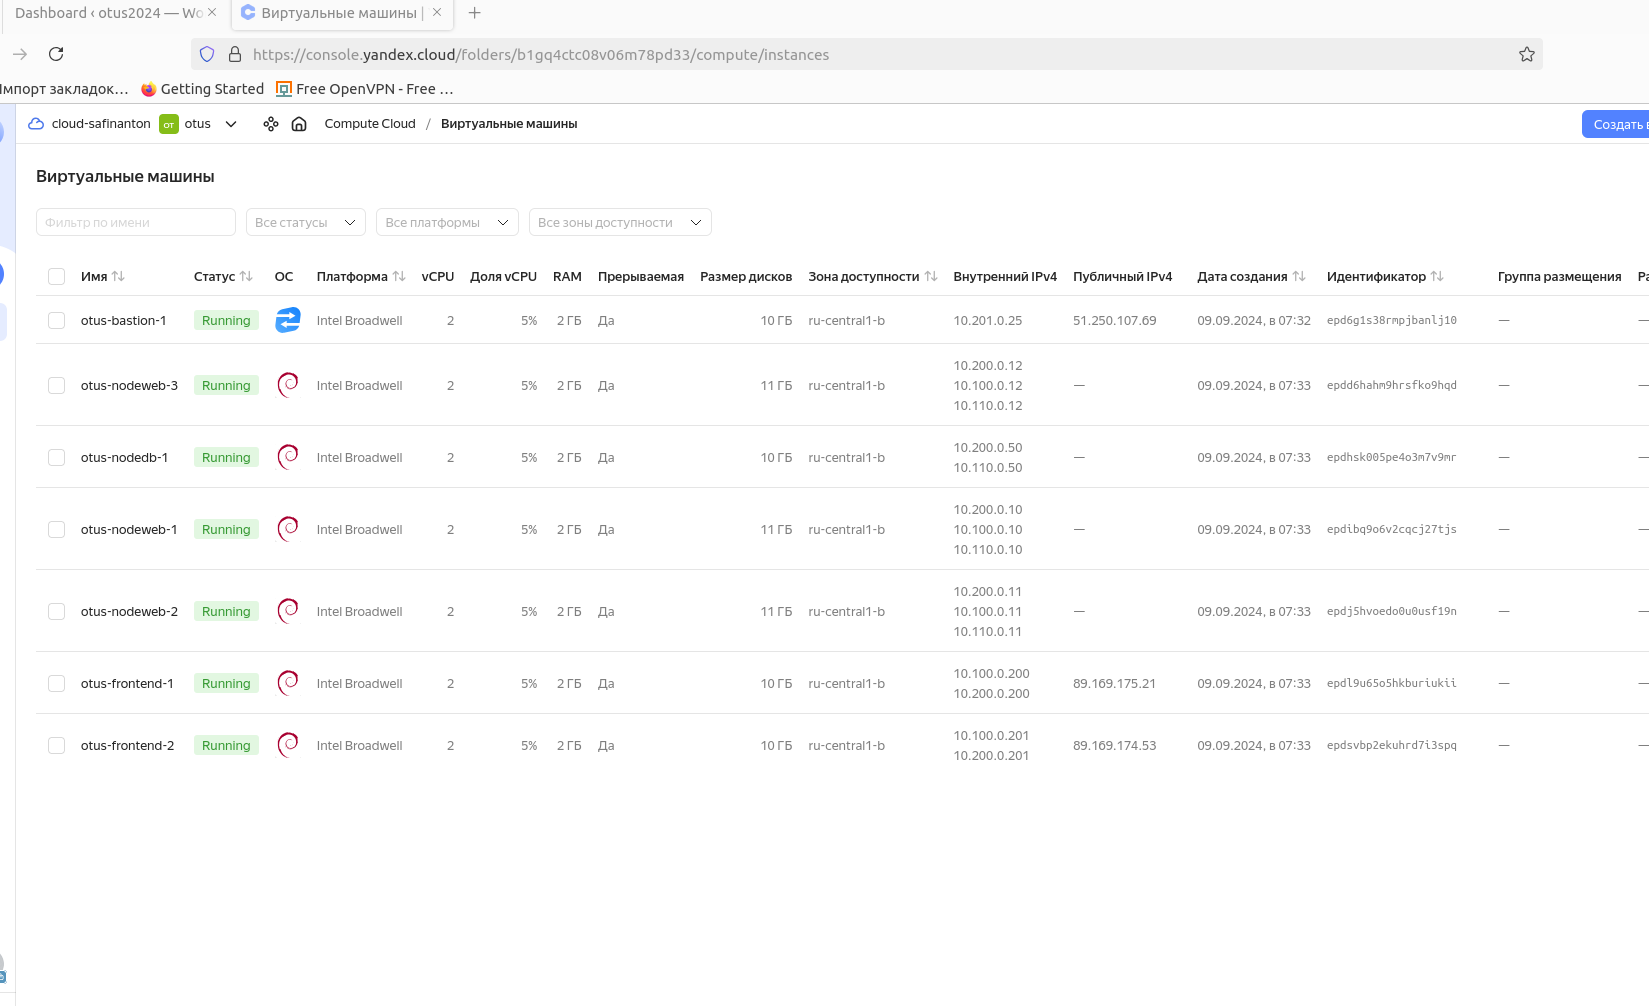 Dashboard ‹ otus2024 — Wo
Виртуальные машины |
https://console.yandex.cloud/folders/b1gq4ctc08v06m78pd33/compute/instances
Импорт закладок… Getting Started Free OpenVPN - Free …
cloud-safinanton от otus Compute Cloud / Виртуальные машины Создать в
Виртуальные машины
Фильтр по имени Все статусы Все платформы Все зоны доступности
Имя Статус ОС Платформа vCPU Доля vCPU RAM Прерываемая Размер дисков Зона доступности Внутренний IPv4 Публичный IPv4 Дата создания Идентификатор Группа размещения Ра
otus-bastion-1 Running Intel Broadwell 2 5% 2 ГБ Да 10 ГБ ru-central1-b 10.201.0.25 51.250.107.69 09.09.2024, в 07:32 epd6g1s38rmpjbanlj10 — —
10.200.0.12
otus-nodeweb-3 Running Intel Broadwell 2 5% 2 ГБ Да 11 ГБ ru-central1-b 10.100.0.12 — 09.09.2024, в 07:33 epdd6hahm9hrsfko9hqd — —
10.110.0.12
10.200.0.50
otus-nodedb-1 Running Intel Broadwell 2 5% 2 ГБ Да 10 ГБ ru-central1-b — 09.09.2024, в 07:33 epdhsk005pe4o3m7v9mr — —
10.110.0.50
10.200.0.10
otus-nodeweb-1 Running Intel Broadwell 2 5% 2 ГБ Да 11 ГБ ru-central1-b 10.100.0.10 — 09.09.2024, в 07:33 epdibq9o6v2cqcj27tjs — —
10.110.0.10
10.200.0.11
otus-nodeweb-2 Running Intel Broadwell 2 5% 2 ГБ Да 11 ГБ ru-central1-b 10.100.0.11 — 09.09.2024, в 07:33 epdj5hvoedo0u0usf19n — —
10.110.0.11
10.100.0.200
otus-frontend-1 Running Intel Broadwell 2 5% 2 ГБ Да 10 ГБ ru-central1-b 89.169.175.21 09.09.2024, в 07:33 epdl9u65o5hkburiukii — —
10.200.0.200
10.100.0.201
otus-frontend-2 Running Intel Broadwell 2 5% 2 ГБ Да 10 ГБ ru-central1-b 89.169.174.53 09.09.2024, в 07:33 epdsvbp2ekuhrd7i3spq — —
10.200.0.201